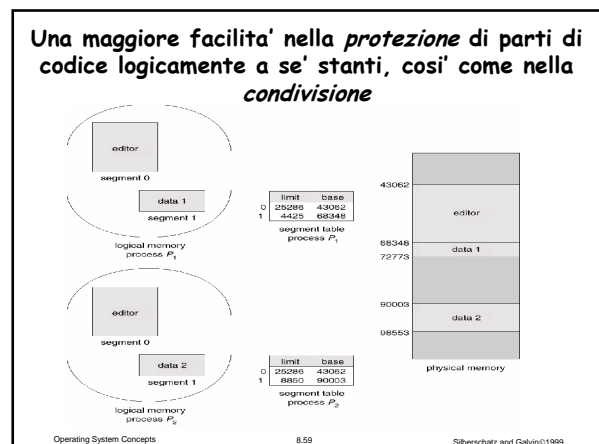 Una maggiore facilita' nella protezione di parti di
codice logicamente a se' stanti, cosi' come nella
condivisione
editor
segment 0
data 1
segment 1
logical memory
process P1
limit base
0 25286 43062
1 4425 68348
segment table
process P1
editor
segment 0
data 2
segment 1
logical memory
process P2
limit base
0 25286 43062
1 8850 90003
segment table
process P2
43062
editor
68348
data 1
72773
90003
data 2
98553
physical memory
Operating System Concepts 8.59 Silberschatz and Galvin©1999